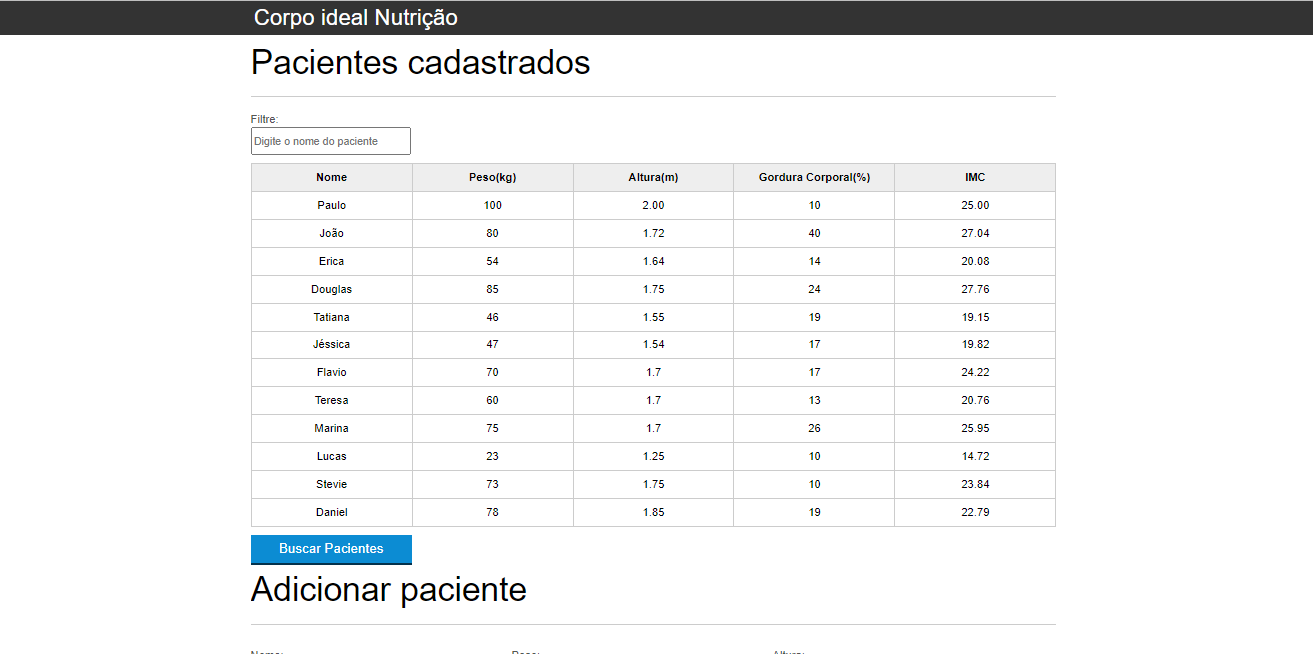 Corpo ideal Nutrição
Pacientes cadastrados
Filtre:
Digite o nome do paciente
Nome Peso(kg) Altura(m) Gordura Corporal(%) IMC
Paulo 100 2.00 10 25.00
João 80 1.72 40 27.04
Erica 54 1.64 14 20.08
Douglas 85 1.75 24 27.76
Tatiana 46 1.55 19 19.15
Jéssica 47 1.54 17 19.82
Flavio 70 1.7 17 24.22
Teresa 60 1.7 13 20.76
Marina 75 1.7 26 25.95
Lucas 23 1.25 10 14.72
Stevie 73 1.75 10 23.84
Daniel 78 1.85 19 22.79
Buscar Pacientes
Adicionar paciente
Nome: Peso: Altura: